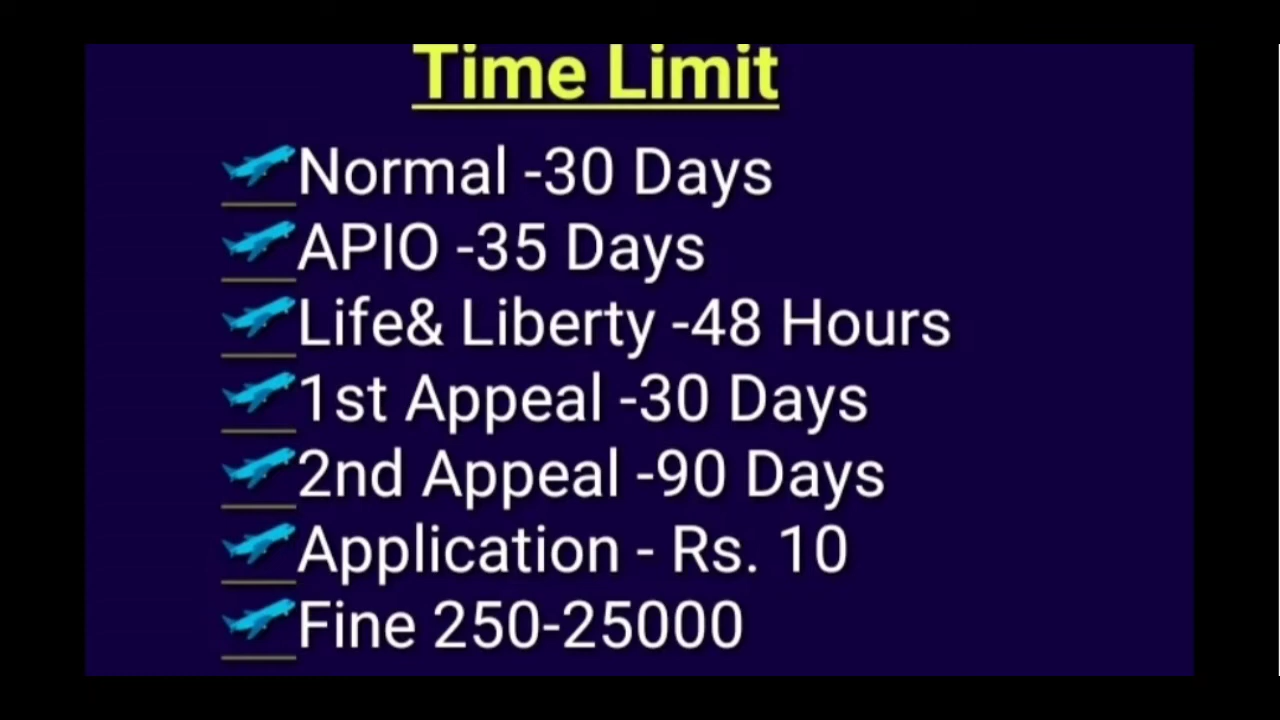 Time Limit
Normal -30 Days
APIO -35 Days
Life& Liberty -48 Hours
1st Appeal -30 Days
2nd Appeal -90 Days
Application - Rs. 10
Fine 250-25000